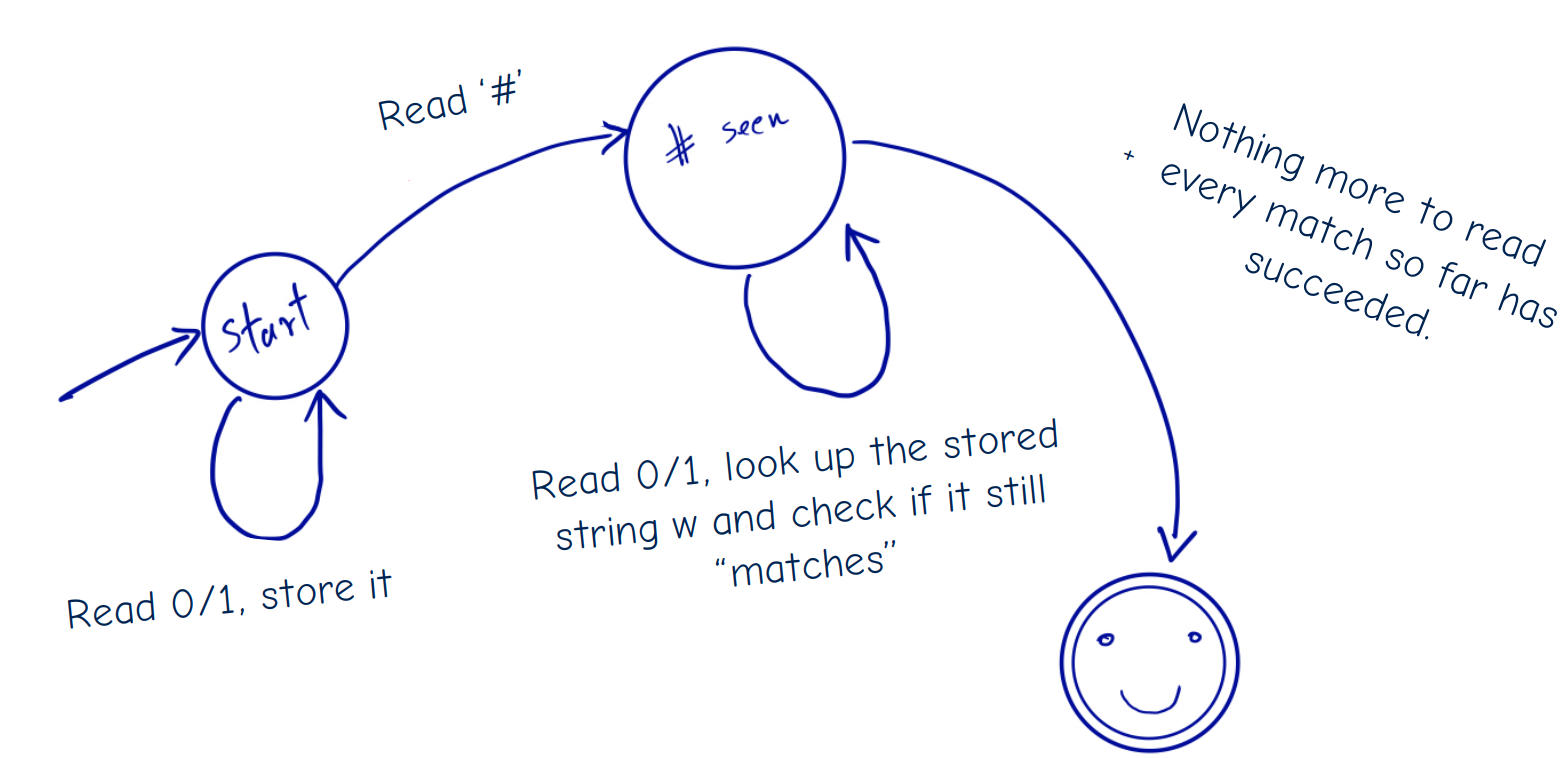 Read ‘#’
# seen
Nothing more to read
+ every match so far has
succeeded.
start
Read 0/1, look up the stored
string w and check if it still
“matches”
Read 0/1, store it